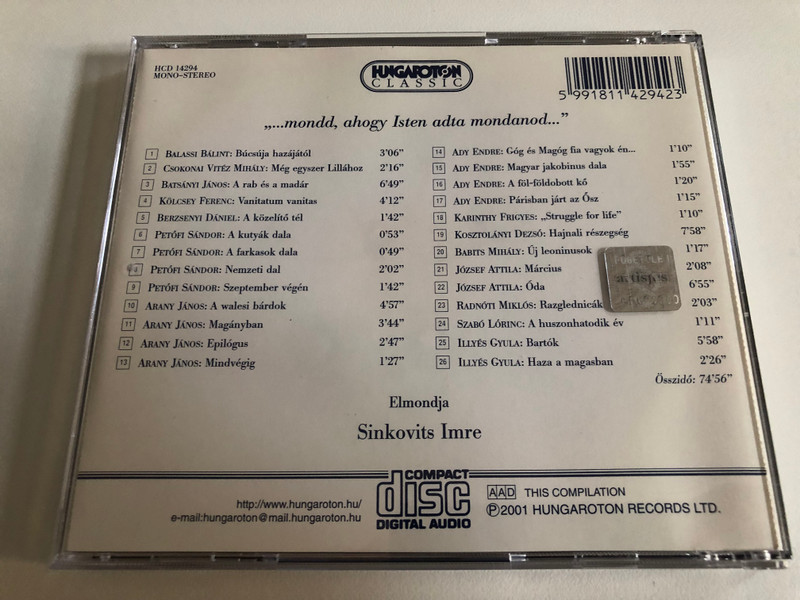 HCD 14294
MONO-STEREO
HUNGAROTON
CLASSIC
5 991811 429423
„...mondd, ahogy Isten adta mondanod...”
1 BALASSI BÁLINT: Búcsúja hazájától 3’06”
2 CSOKONAI VITÉZ MIHÁLY: Még egyszer Lillához 2’16”
3 BATSÁNYI JÁNOS: A rab és a madár 6’49”
4 KÖLCSEY FERENC: Vanitatum vanitas 4’12”
5 BERZSENYI DÁNIEL: A közelítő tél 1’42”
6 PETŐFI SÁNDOR: A kutyák dala 0’53”
7 PETŐFI SÁNDOR: A farkasok dala 0’49”
8 PETŐFI SÁNDOR: Nemzeti dal 2’02”
9 PETŐFI SÁNDOR: Szeptember végén 1’42”
10 ARANY JÁNOS: A walesi bárdok 4’57”
11 ARANY JÁNOS: Magányban 3’44”
12 ARANY JÁNOS: Epilógus 2’47”
13 ARANY JÁNOS: Mindvégig 1’27”
14 ADY ENDRE: Góg és Magóg fia vagyok én... 1’10”
15 ADY ENDRE: Magyar jakobinus dala 1’55”
16 ADY ENDRE: A föl-földobott kő 1’20”
17 ADY ENDRE: Párisban járt az Ősz 1’15”
18 KARINTHY FRIGYES: „Struggle for life” 1’10”
19 KOSZTOLÁNYI DEZSŐ: Hajnali részegség 7’58”
20 BABITS MIHÁLY: Új leoninusok 1’17”
21 JÓZSEF ATTILA: Március 2’08”
22 JÓZSEF ATTILA: Óda 6’55”
23 RADNÓTI MIKLÓS: Razglednicák 2’03”
24 SZABÓ LŐRINC: A huszonhatodik év 1’11”
25 ILLYÉS GYULA: Bartók 5’58”
26 ILLYÉS GYULA: Haza a magasban 2’26”
Összidő: 74’56”
artisjus
Elmondja
Sinkovits Imre
http://www.hungaroton.hu/
e-mail:hungaroton@mail.hungaroton.hu
COMPACT
disc
DIGITAL AUDIO
AAD THIS COMPILATION
Ⓟ2001 HUNGAROTON RECORDS LTD.